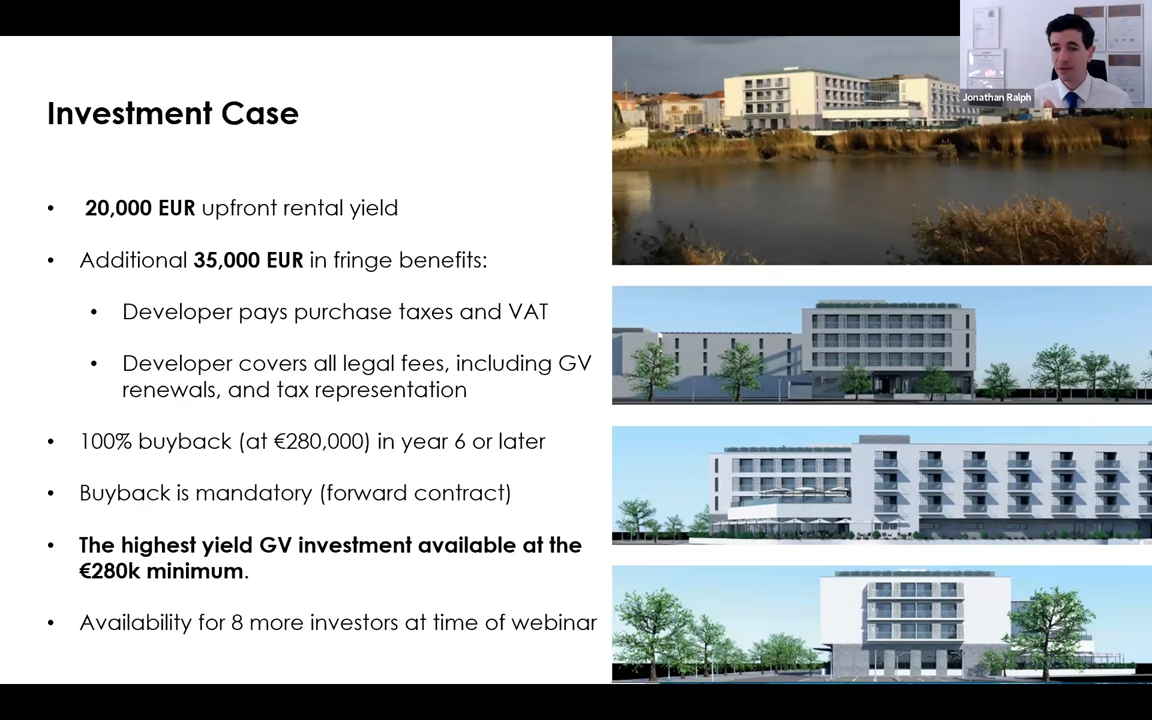 Jonathan Ralph
Investment Case
• 20,000 EUR upfront rental yield
• Additional 35,000 EUR in fringe benefits:
• Developer pays purchase taxes and VAT
• Developer covers all legal fees, including GV
renewals, and tax representation
• 100% buyback (at €280,000) in year 6 or later
• Buyback is mandatory (forward contract)
• The highest yield GV investment available at the
€280k minimum.
• Availability for 8 more investors at time of webinar